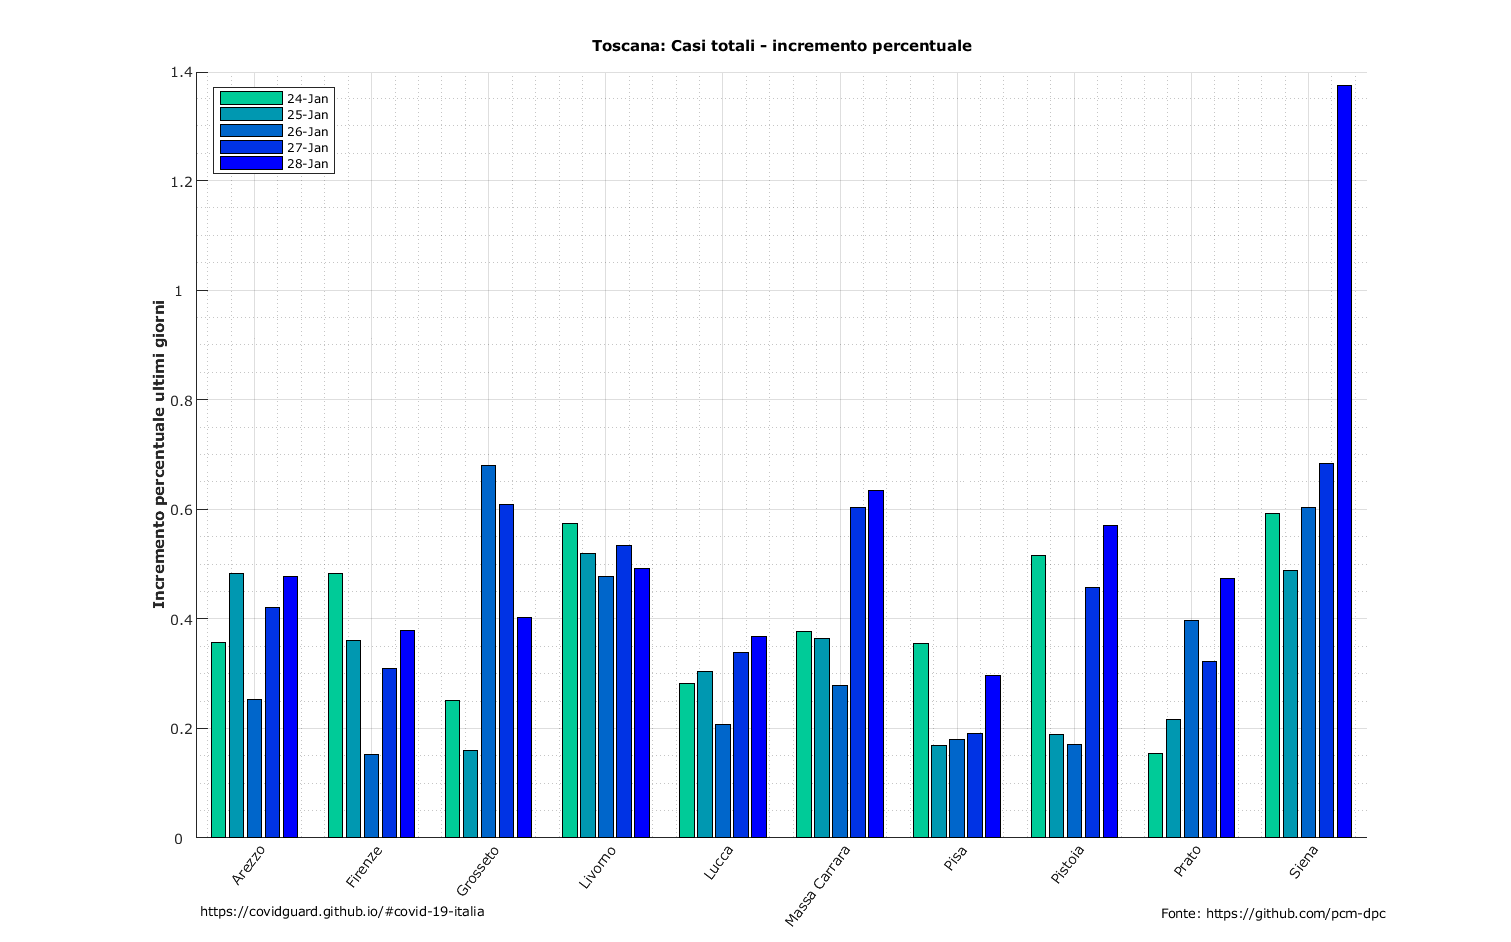 Toscana: Casi totali - incremento percentuale
Incremento percentuale ultimi giorni
1.4
1.2
1
0.8
0.6
0.4
0.2
0
24-Jan
25-Jan
26-Jan
27-Jan
28-Jan
Arezzo
Firenze
Grosseto
Livorno
Lucca
Massa Carrara
Pisa
Pistoia
Prato
Siena
https://covidguard.github.io/#covid-19-italia
Fonte: https://github.com/pcm-dpc